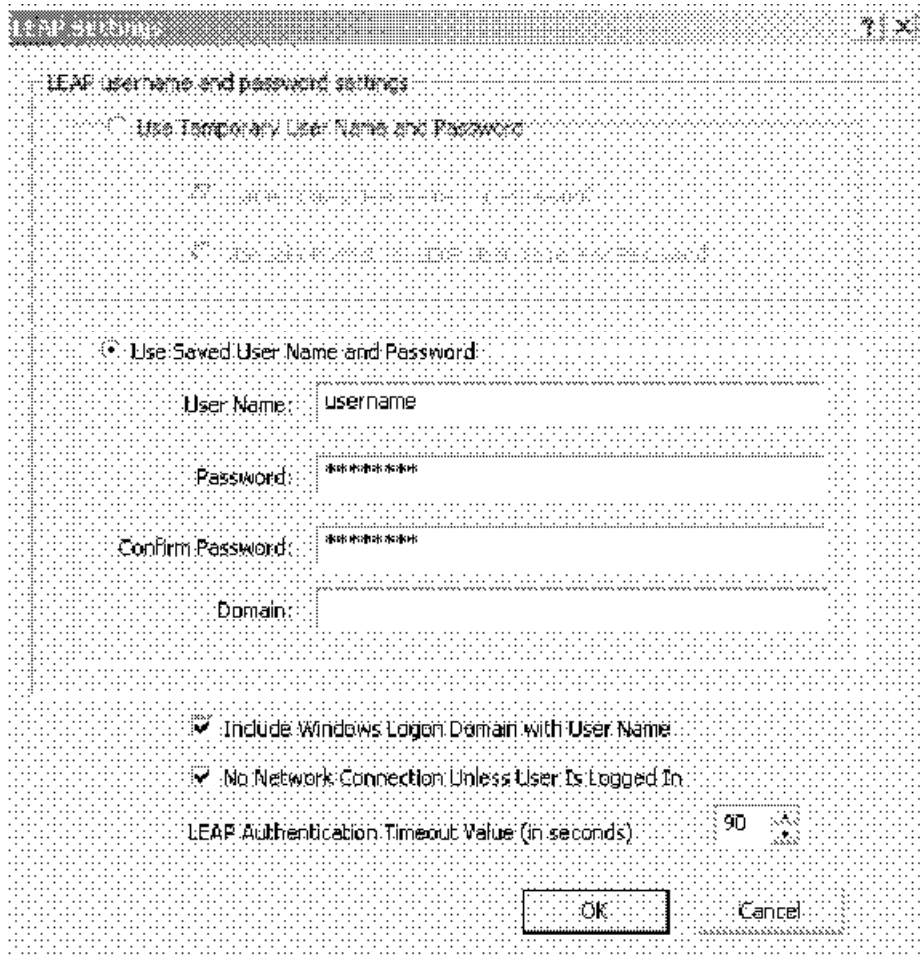 LEAP settings
LEAP username and password settings
Use Temporary User Name and Password
Use Saved User Name and Password
User Name: username
Password: ********
Confirm Password: ********
Domain:
Include Windows Logon Domain with User Name
No Network Connection Unless User Is Logged In
LEAP Authentication Timeout Value (in seconds) 90
OK Cancel